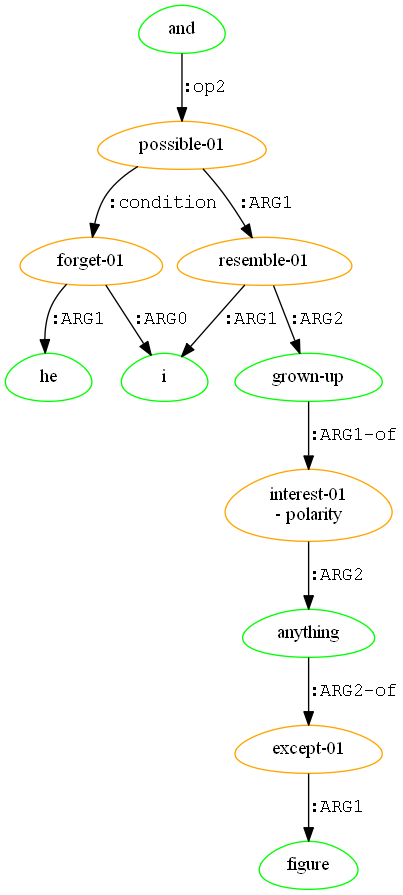 and
:op2
possible-01
:condition :ARG1
forget-01 resemble-01
:ARG1 :ARG0 :ARG1 :ARG2
he i grown-up
:ARG1-of
interest-01
- polarity
:ARG2
anything
:ARG2-of
except-01
:ARG1
figure